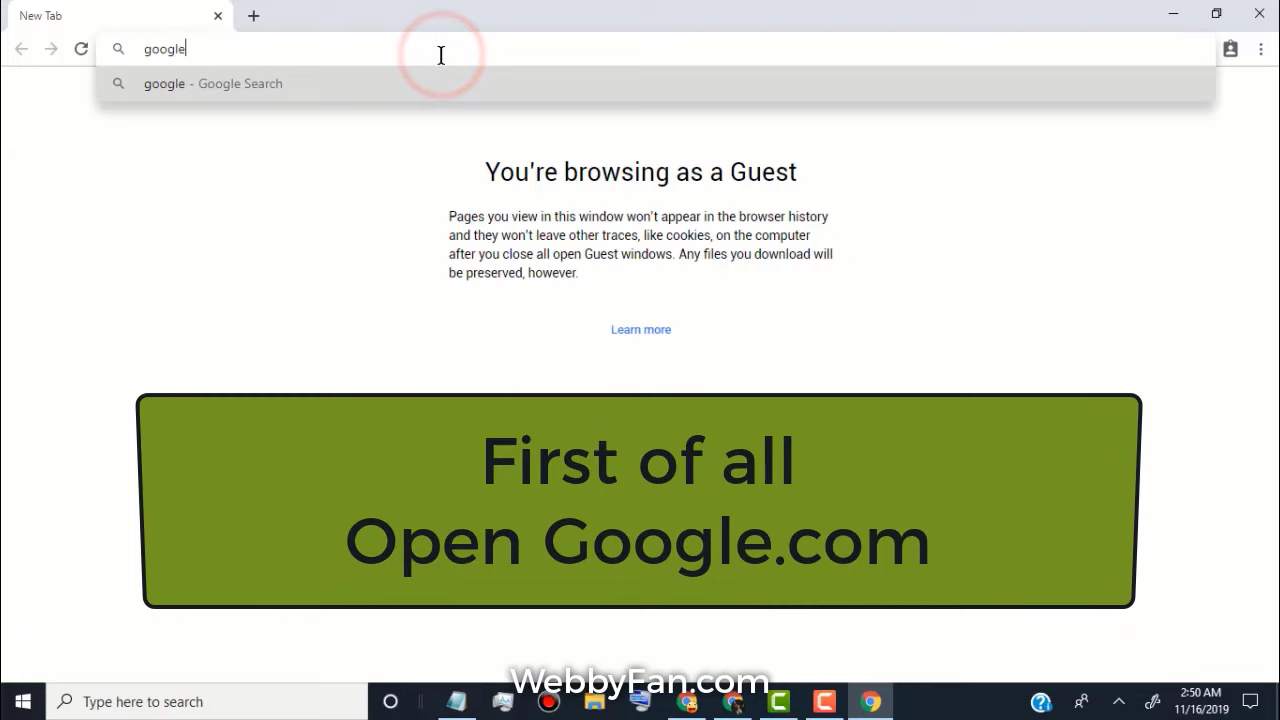 New Tab
google
google - Google Search
You're browsing as a Guest
Pages you view in this window won't appear in the browser history
and they won't leave other traces, like cookies, on the computer
after you close all open Guest windows. Any files you download will
be preserved, however.
Learn more
First of all
Open Google.com
WebbyFan.com
Type here to search
2:50 AM
11/16/2019